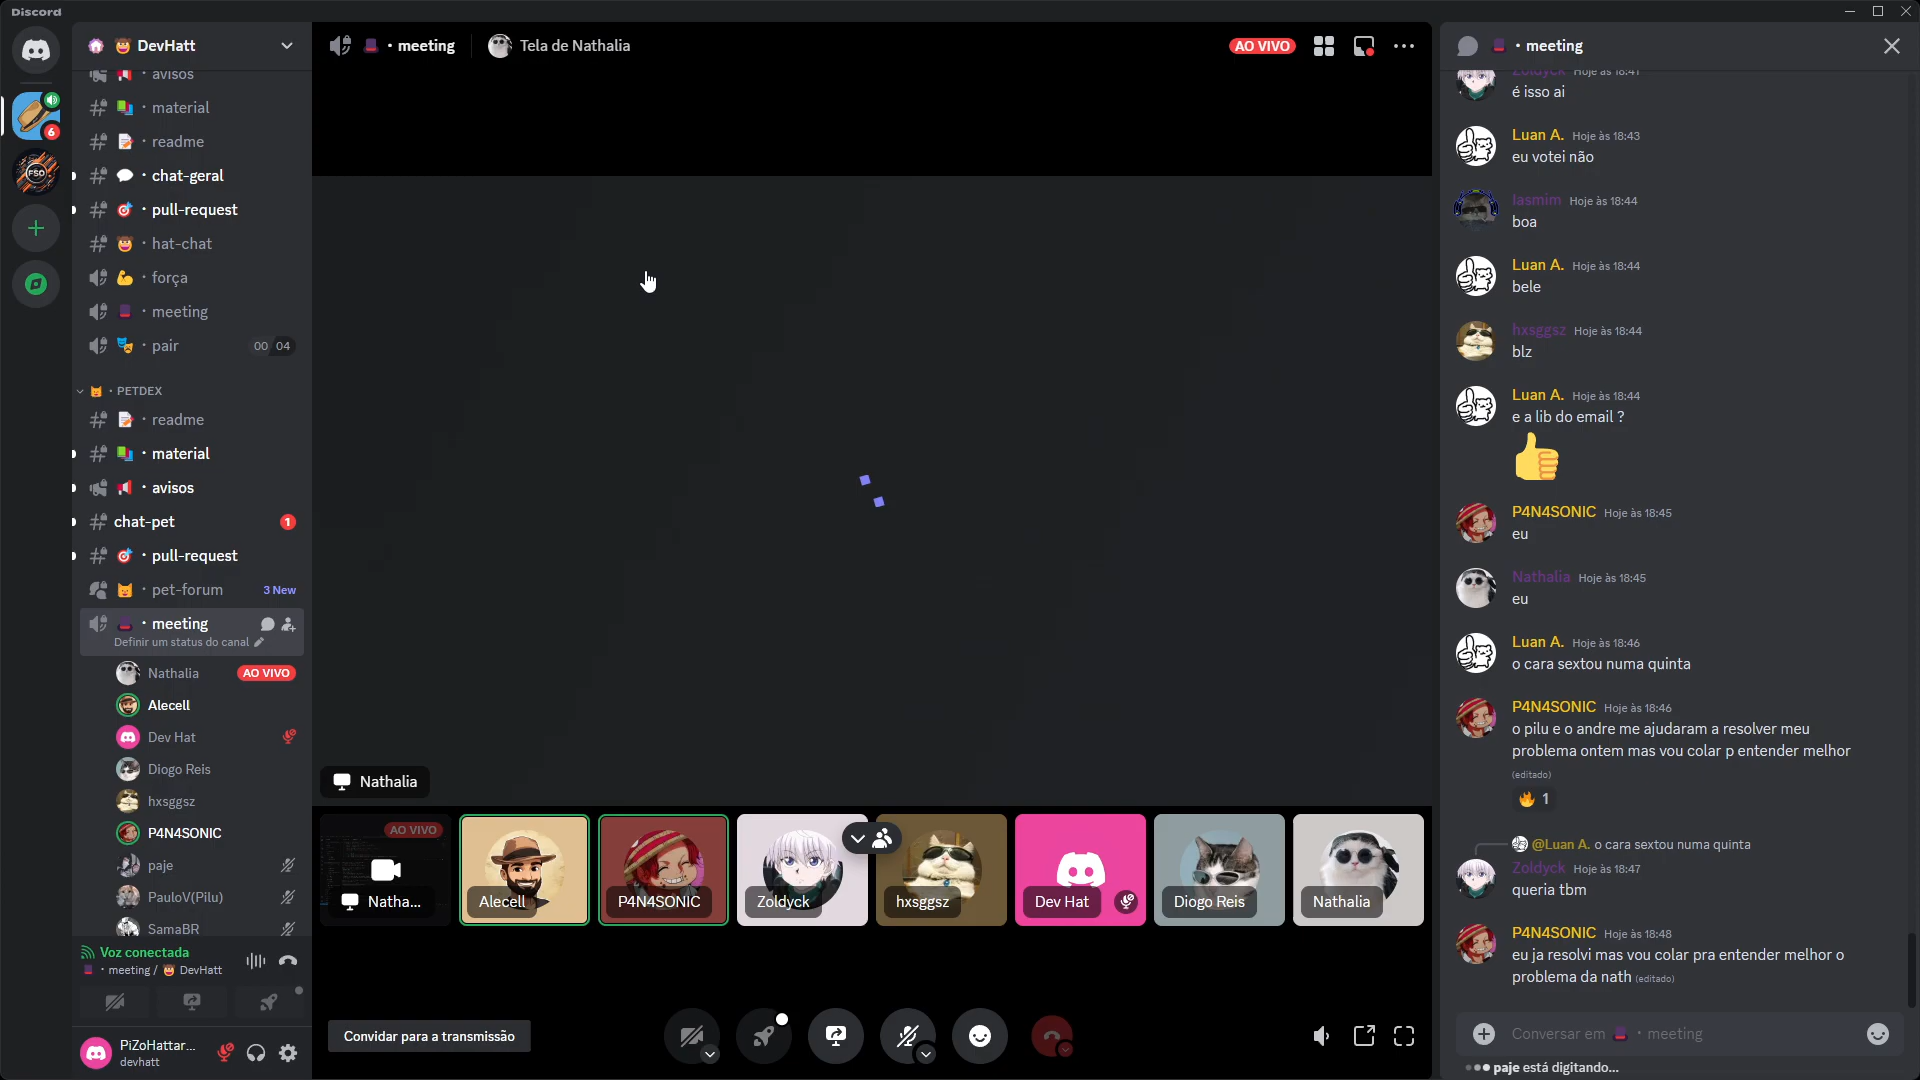 Discord
DevHatt
avisos
material
readme
chat-geral
pull-request
hat-chat
força
meeting
pair
00 04
PETDEX
readme
material
avisos
chat-pet
1
pull-request
pet-forum
3 New
meeting
Definir um status do canal
Nathalia
AO VIVO
Alecell
Dev Hat
Diogo Reis
hxsggsz
P4N4SONIC
paje
PauloV(Pilu)
SamaBR
Voz conectada
meeting / DevHatt
PiZoHattar...
devhatt
6
FSO
meeting
Tela de Nathalia
AO VIVO
Nathalia
AO VIVO
Natha...
Alecell
P4N4SONIC
Zoldyck
hxsggsz
Dev Hat
Diogo Reis
Nathalia
Convidar para a transmissão
meeting
Zoldyck Hoje às 18:41
é isso ai
Luan A. Hoje às 18:43
eu votei não
Iasmim Hoje às 18:44
boa
Luan A. Hoje às 18:44
bele
hxsggsz Hoje às 18:44
blz
Luan A. Hoje às 18:44
e a lib do email ?
P4N4SONIC Hoje às 18:45
eu
Nathalia Hoje às 18:45
eu
Luan A. Hoje às 18:46
o cara sextou numa quinta
P4N4SONIC Hoje às 18:46
o pilu e o andre me ajudaram a resolver meu
problema ontem mas vou colar p entender melhor
(editado)
1
@Luan A. o cara sextou numa quinta
Zoldyck Hoje às 18:47
queria tbm
P4N4SONIC Hoje às 18:48
eu ja resolvi mas vou colar pra entender melhor o
problema da nath (editado)
Conversar em meeting
paje está digitando...